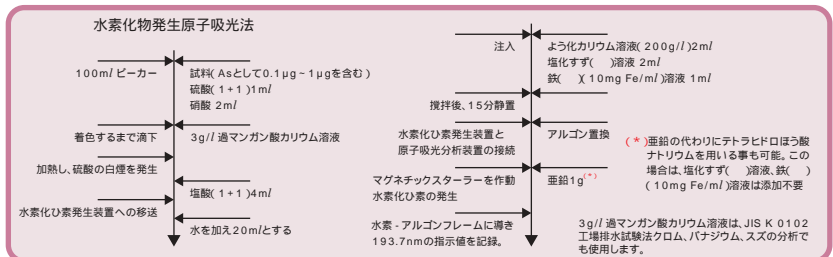 水素化物発生原子吸光法
100mlビーカー
試料(Asとして0.1μg~1μgを含む)
硫酸(1+1)1ml
硝酸 2ml
着色するまで滴下
3g/l 過マンガン酸カリウム溶液
加熱し、硫酸の白煙を発生
塩酸(1+1)4ml
水素化ひ素発生装置への移送
水を加え20mlとする
注入
よう化カリウム溶液(200g/l)2ml
塩化すず( )溶液 2ml
鉄( )(10mg Fe/ml)溶液 1ml
撹拌後、15分静置
水素化ひ素発生装置と
原子吸光分析装置の接続
アルゴン置換
マグネチックスターラーを作動
水素化ひ素の発生
亜鉛1g(*)
水素-アルゴンフレームに導き
193.7nmの指示値を記録。
(*)亜鉛の代わりにテトラヒドロほう酸
ナトリウムを用いる事も可能。この
場合は、塩化すず( )溶液、鉄( )
(10mg Fe/ml)溶液は添加不要
3g/l 過マンガン酸カリウム溶液は、JIS K 0102
工場排水試験法クロム、バナジウム、スズの分析で
も使用します。